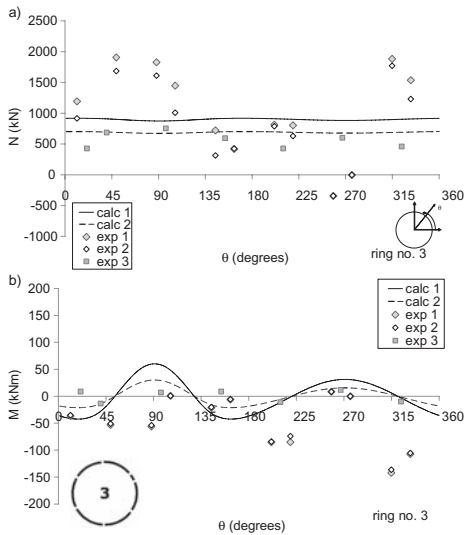 a)
2500
2000
1500
1000
500
0
-500
-1000
N (kN)
0 45 90 135 180 225 270 315 360
calc 1
calc 2
exp 1
exp 2
exp 3
θ
θ (degrees)
ring no. 3
b)
200
150
100
50
0
-50
-100
-150
-200
M (kNm)
0 45 90 135 180 225 270 315 360
calc 1
calc 2
exp 1
exp 2
exp 3
3
θ (degrees)
ring no. 3